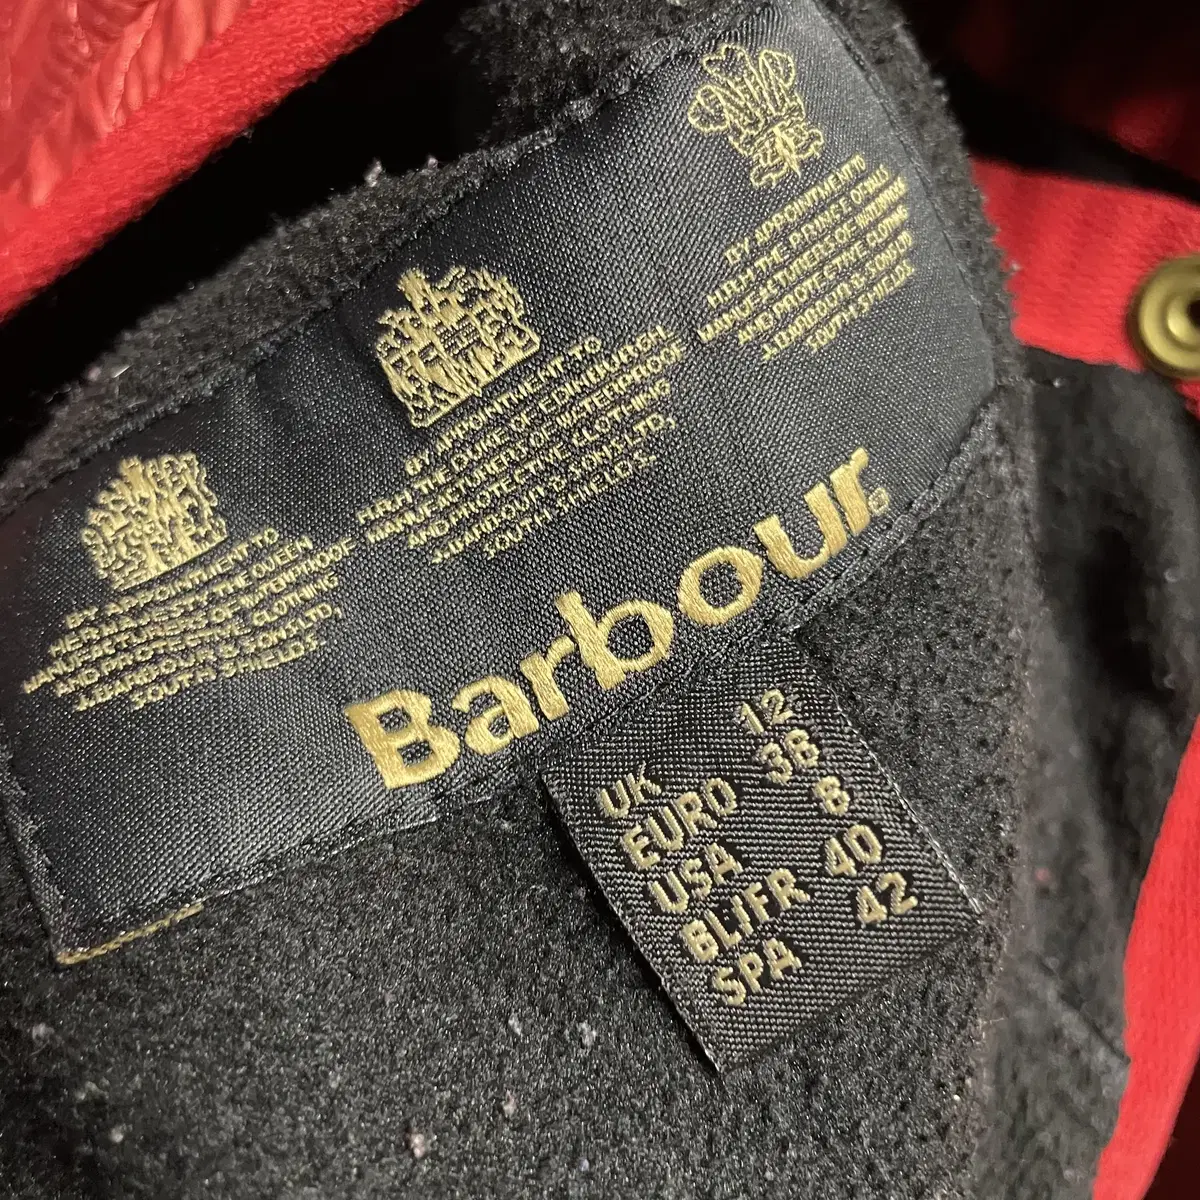 BY APPOINTMENT TO
HER MAJESTY THE QUEEN
MANUFACTURERS OF WATERPROOF
AND PROTECTIVE CLOTHING
J.BARBOUR & SONS LTD,
SOUTH SHIELDS
BY APPOINTMENT TO
H.R.H THE DUKE OF EDINBURGH
MANUFACTURERS OF WATERPROOF
AND PROTECTIVE CLOTHING
J.BARBOUR & SONS LTD,
SOUTH SHIELDS
BY APPOINTMENT TO
H.R.H THE PRINCE OF WALES
MANUFACTURERS OF WATERPROOF
AND PROTECTIVE CLOTHING
J.BARBOUR & SONS LTD
SOUTH SHIELDS
Barbour®
UK 12
EURO 38
USA 8
BL/FR 40
SPA 42